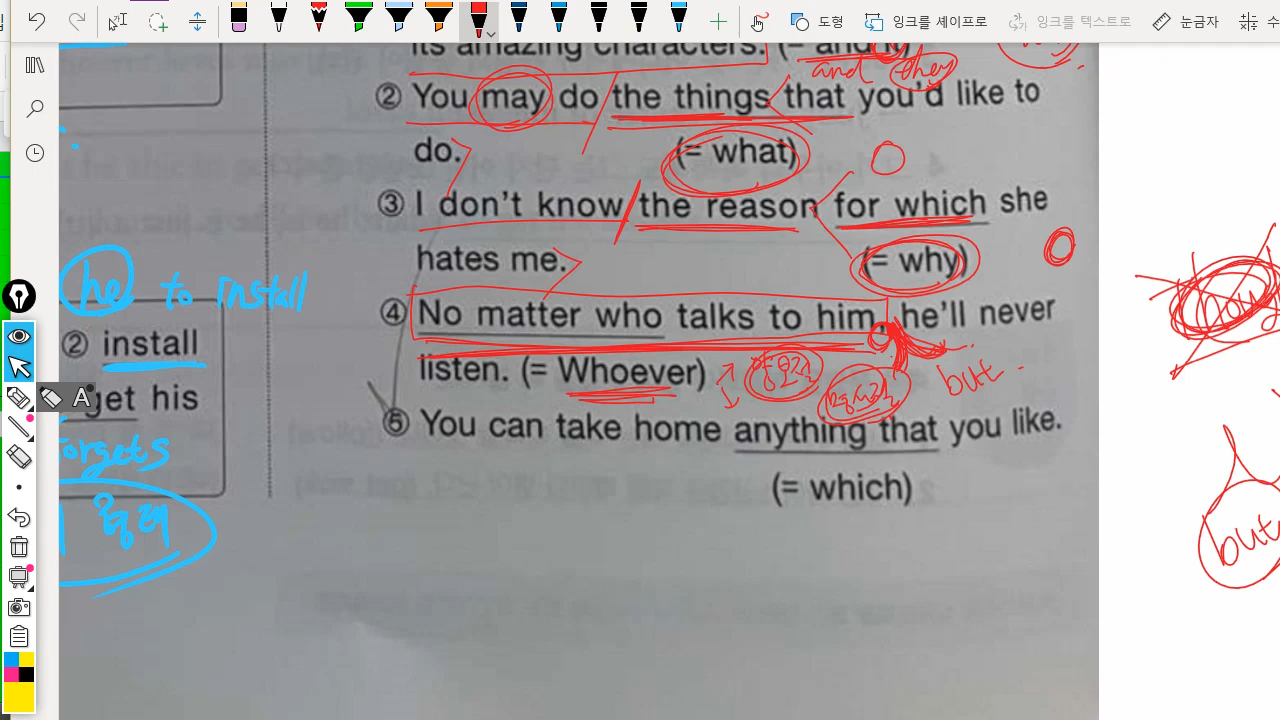 도형
잉크를 셰이프로
잉크를 텍스트로
눈금자
수
its amazing characters. (= and
and they
② You may do the things that you'd like to
do. (= what)
③ I don't know the reason for which she
hates me. (= why)
④ No matter who talks to him, he'll never
listen. (= Whoever)
but
⑤ You can take home anything that you like.
(= which)
he to install
② install
get his
forgets
A
but